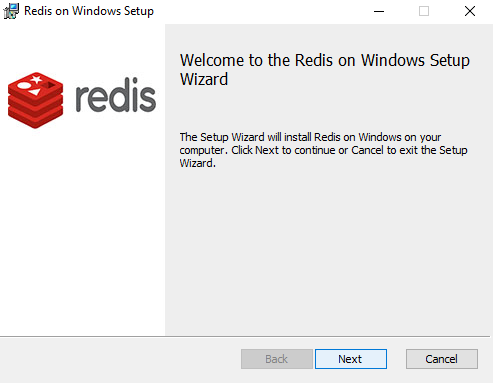 Redis on Windows Setup
redis
Welcome to the Redis on Windows Setup
Wizard
The Setup Wizard will install Redis on Windows on your
computer. Click Next to continue or Cancel to exit the Setup
Wizard.
Back Next Cancel